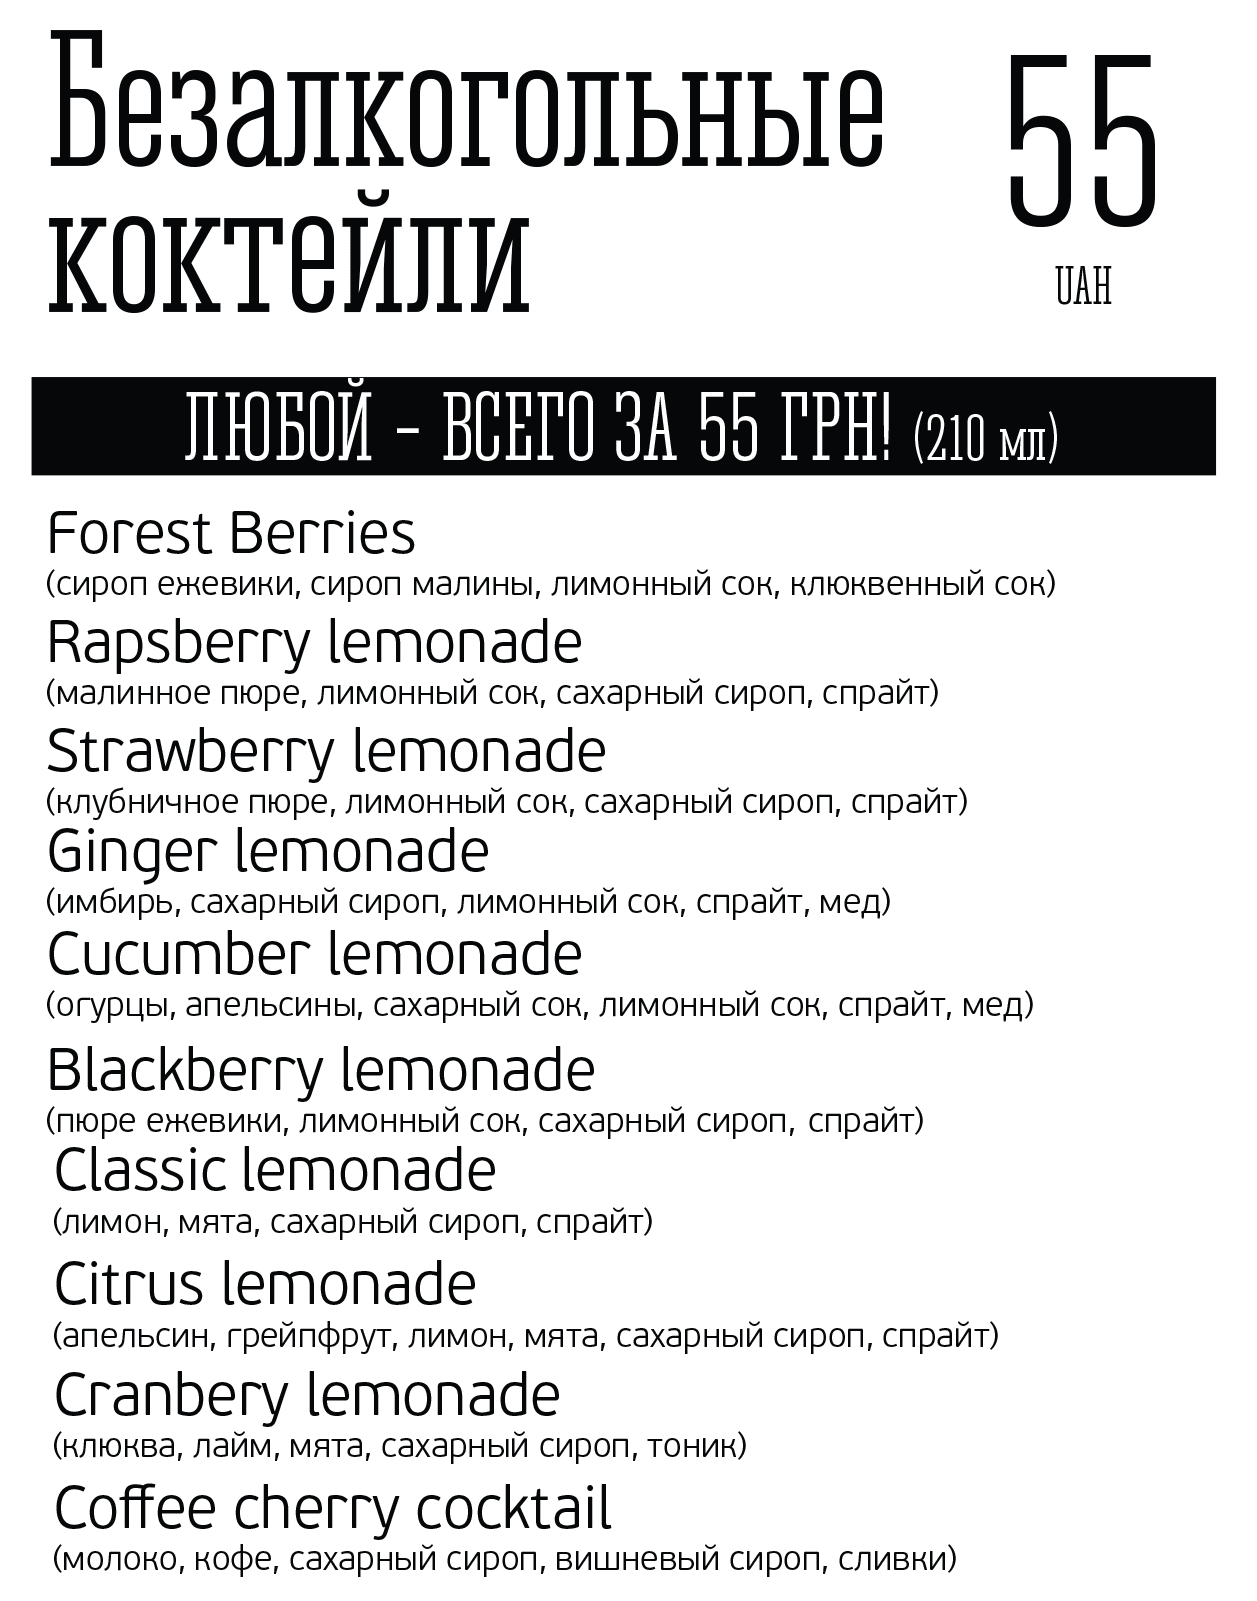 Безалкогольные
коктейли
55
UAH
ЛЮБОЙ - ВСЕГО ЗА 55 ГРН! (210 мл)
Forest Berries
(сироп ежевики, сироп малины, лимонный сок, клюквенный сок)
Rapsberry lemonade
(малинное пюре, лимонный сок, сахарный сироп, спрайт)
Strawberry lemonade
(клубничное пюре, лимонный сок, сахарный сироп, спрайт)
Ginger lemonade
(имбирь, сахарный сироп, лимонный сок, спрайт, мед)
Cucumber lemonade
(огурцы, апельсины, сахарный сок, лимонный сок, спрайт, мед)
Blackberry lemonade
(пюре ежевики, лимонный сок, сахарный сироп, спрайт)
Classic lemonade
(лимон, мята, сахарный сироп, спрайт)
Citrus lemonade
(апельсин, грейпфрут, лимон, мята, сахарный сироп, спрайт)
Cranbery lemonade
(клюква, лайм, мята, сахарный сироп, тоник)
Coffee cherry cocktail
(молоко, кофе, сахарный сироп, вишневый сироп, сливки)